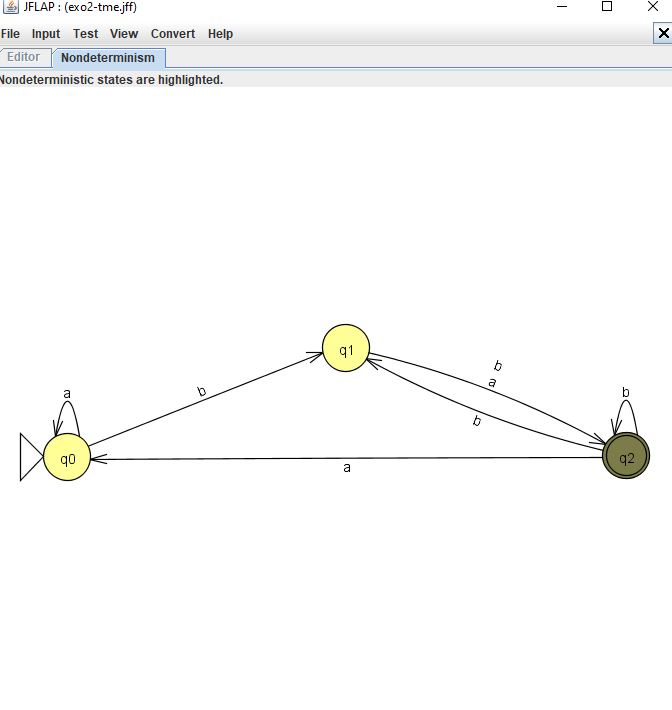 JFLAP : (exo2-tme.jff)
File Input Test View Convert Help
Editor Nondeterminism
Nondeterministic states are highlighted.
q1
b
a
b
b
b
a
q0
q2
a